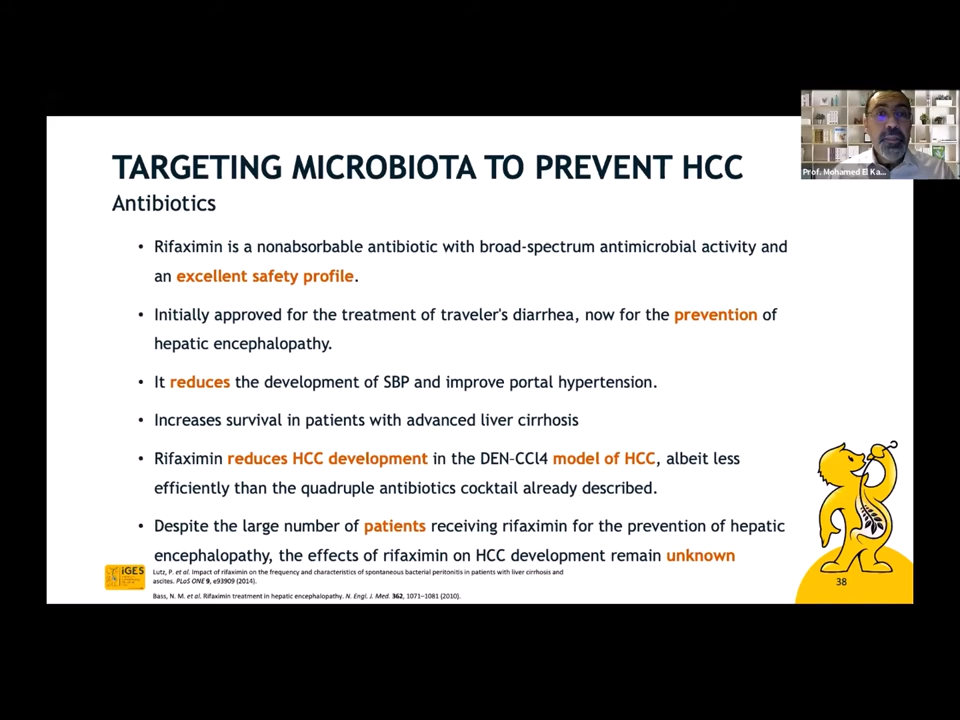 Prof. Mohamed El Ka...
TARGETING MICROBIOTA TO PREVENT HCC
Antibiotics
• Rifaximin is a nonabsorbable antibiotic with broad-spectrum antimicrobial activity and
an excellent safety profile.
• Initially approved for the treatment of traveler's diarrhea, now for the prevention of
hepatic encephalopathy.
• It reduces the development of SBP and improve portal hypertension.
• Increases survival in patients with advanced liver cirrhosis
• Rifaximin reduces HCC development in the DEN-CCl4 model of HCC, albeit less
efficiently than the quadruple antibiotics cocktail already described.
• Despite the large number of patients receiving rifaximin for the prevention of hepatic
encephalopathy, the effects of rifaximin on HCC development remain unknown
iGES
Lutz, P. et al. Impact of rifaximin on the frequency and characteristics of spontaneous bacterial peritonitis in patients with liver cirrhosis and
ascites. PLoS ONE 9, e93909 (2014).
Bass, N. M. et al. Rifaximin treatment in hepatic encephalopathy. N. Engl. J. Med. 362, 1071–1081 (2010).
38